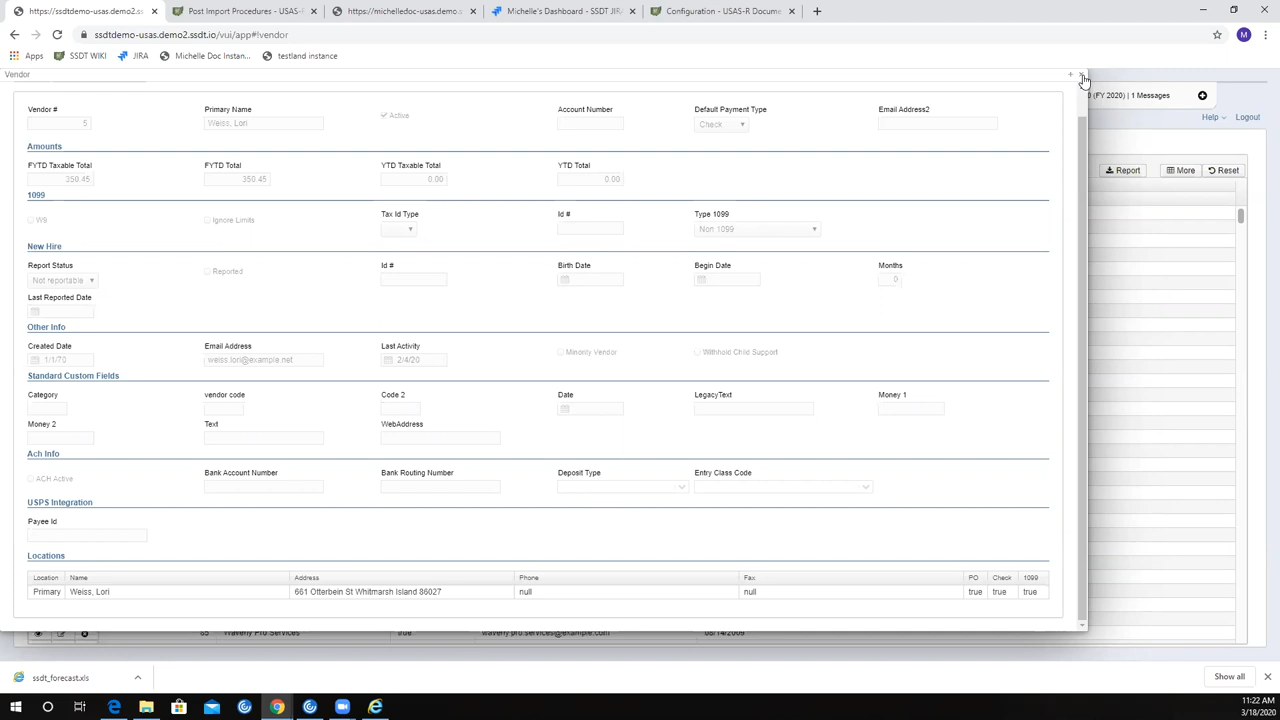 https://ssdtdemo-usas.demo2.ss
Post Import Procedures - USAS-R
https://michelledoc-usas.demo.s
Michelle's Dashboard - SSDT JIRA
Configuration - USAS-R Docume
ssdtdemo-usas.demo2.ssdt.io/vui/app#!vendor
M
Apps
SSDT WIKI
JIRA
Michelle Doc Instan...
testland instance
Vendor
0 (FY 2020) | 1 Messages
Help
Logout
Report
More
Reset
Vendor #
Primary Name
Account Number
Default Payment Type
Email Address2
5
Weiss, Lori
Active
Check
Amounts
FYTD Taxable Total
FYTD Total
YTD Taxable Total
YTD Total
350.45
350.45
0.00
0.00
1099
W9
Ignore Limits
Tax Id Type
Id #
Type 1099
Non 1099
New Hire
Report Status
Reported
Id #
Birth Date
Begin Date
Months
Not reportable
0
Last Reported Date
Other Info
Created Date
Email Address
Last Activity
Minority Vendor
Withhold Child Support
1/1/70
weiss.lori@example.net
2/4/20
Standard Custom Fields
Category
vendor code
Code 2
Date
LegacyText
Money 1
Money 2
Text
WebAddress
Ach Info
ACH Active
Bank Account Number
Bank Routing Number
Deposit Type
Entry Class Code
USPS Integration
Payee Id
Locations
Location
Name
Address
Phone
Fax
PO
Check
1099
Primary
Weiss, Lori
661 Otterbein St Whitmarsh Island 86027
null
null
true
true
true
85
Waverly Pro.Services
true
waverly.pro.services@example.com
08/14/2009
ssdt_forecast.xls
Show all
11:22 AM
3/18/2020